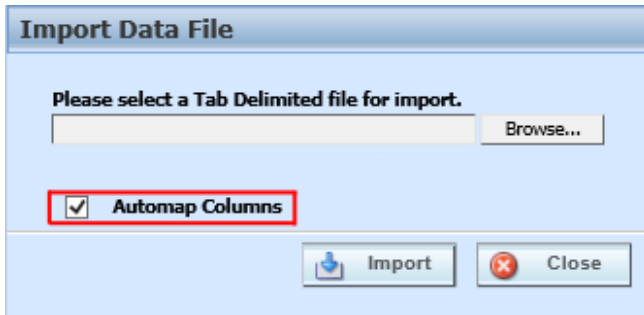 Import Data File
Please select a Tab Delimited file for import.
Browse...
Automap Columns
Import Close